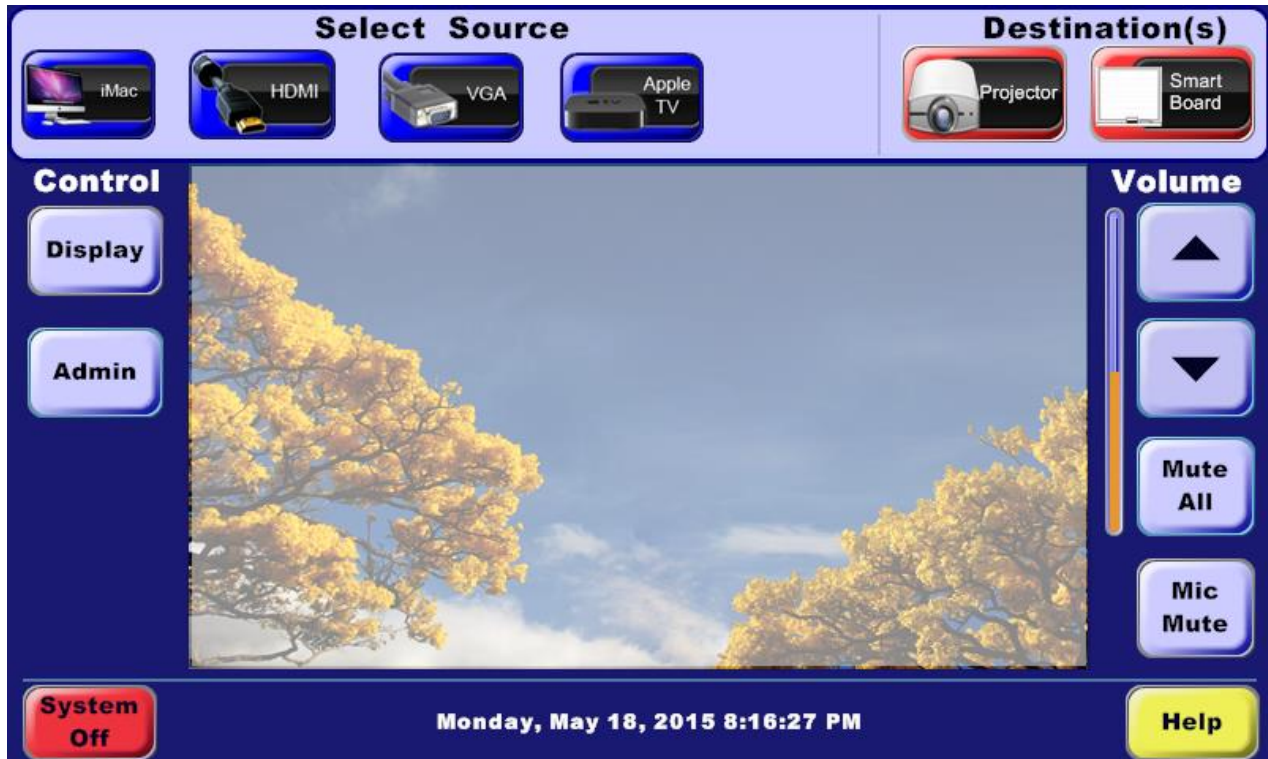 Select Source
Destination(s)
iMac
HDMI
VGA
Apple
TV
Projector
Smart
Board
Control
Volume
Display
Admin
Mute
All
Mic
Mute
System
Off
Monday, May 18, 2015 8:16:27 PM
Help